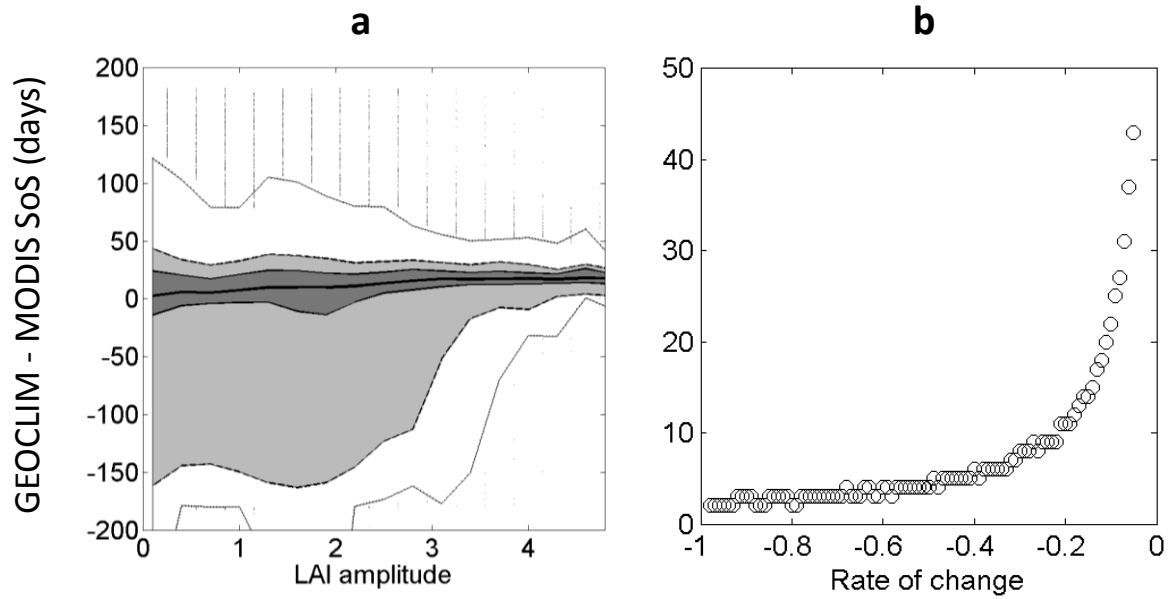 a
b
GEOCLIM - MODIS SoS (days)
200
150
100
50
0
-50
-100
-150
-200
0 1 2 3 4
LAI amplitude
50
40
30
20
10
0
-1 -0.8 -0.6 -0.4 -0.2 0
Rate of change